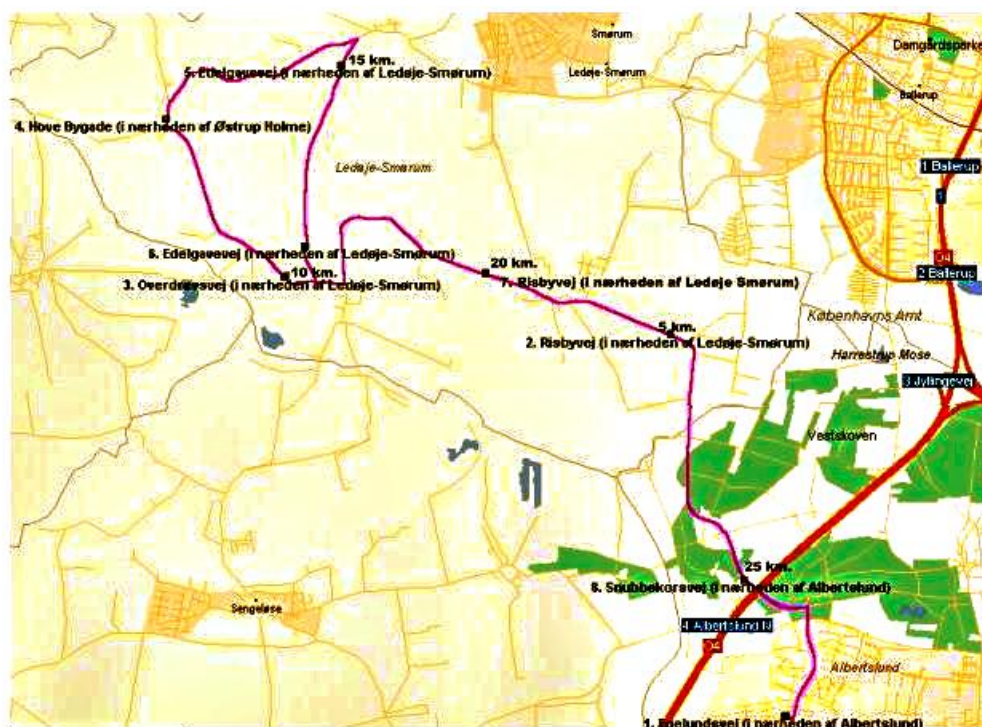 Smørum
Damgårdsparke
15 km.
5. Edelgavevej (i nærheden af Ledøje-Smørum)
Ledøje-Smørum
Ballerup
4. Hove Bygade (i nærheden af Østrup Holme)
Ledøje-Smørum
1 Ballerup
1
6. Edelgavevej (i nærheden af Ledøje-Smørum)
20 km.
O4
10 km.
2 Ballerup
3. Overdrevsvej (i nærheden af Ledøje-Smørum)
7. Risbyvej (i nærheden af Ledøje Smørum)
Københavns Amt
5 km.
2. Risbyvej (i nærheden af Ledøje-Smørum)
Harrestrup Mose
3 Jyllingevej
Vestskoven
25 km.
8. Snubbekorsvej (i nærheden af Albertslund)
Sengeløse
4 Albertslund N
O4
Albertslund
(i nærheden af Albertslund)